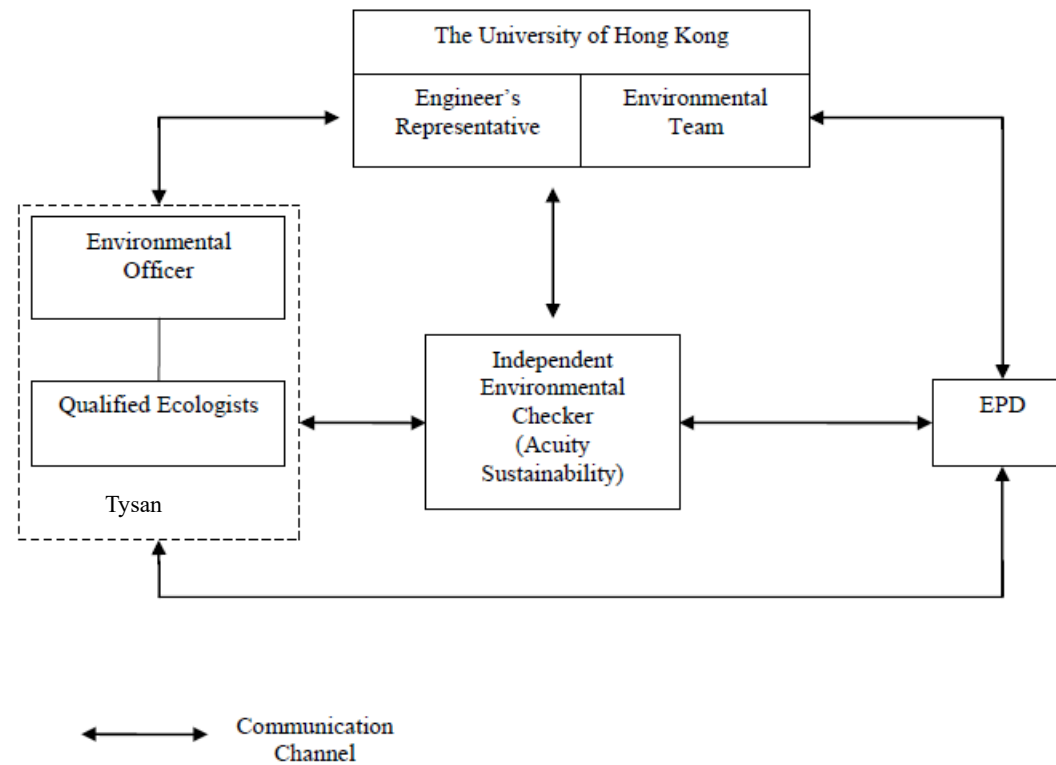 The University of Hong Kong
Engineer’s
Representative
Environmental
Team
Environmental
Officer
Qualified Ecologists
Tysan
Independent
Environmental
Checker
(Acuity
Sustainability)
EPD
Communication
Channel